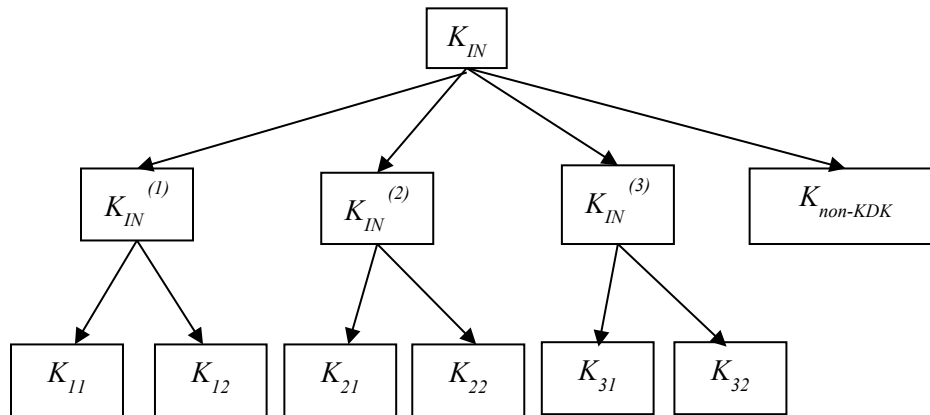 K_IN
K_IN^(1)
K_IN^(2)
K_IN^(3)
K_non-KDK
K_11
K_12
K_21
K_22
K_31
K_32